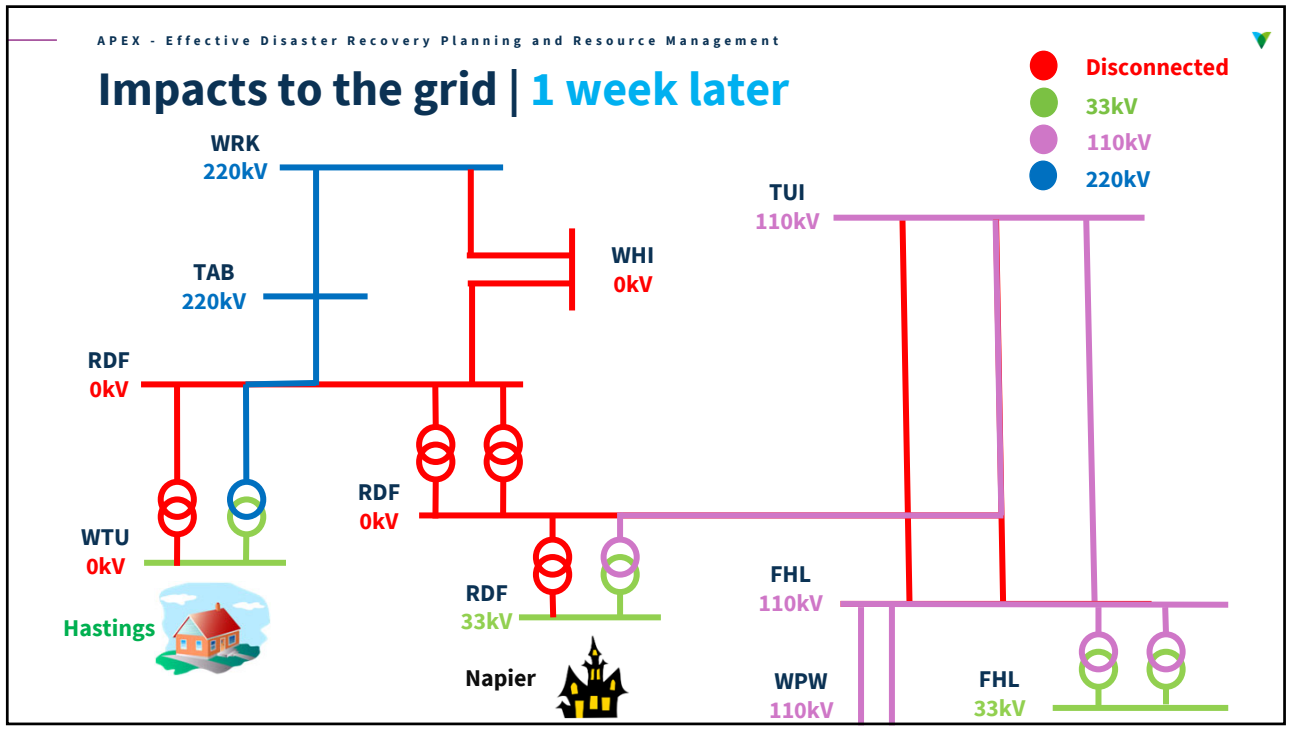 APEX - Effective Disaster Recovery Planning and Resource Management
Impacts to the grid | 1 week later
Disconnected
33kV
110kV
220kV
WRK
220kV
TUI
110kV
WHI
0kV
TAB
220kV
RDF
0kV
RDF
0kV
WTU
0kV
FHL
110kV
RDF
33kV
Hastings
Napier
WPW
110kV
FHL
33kV